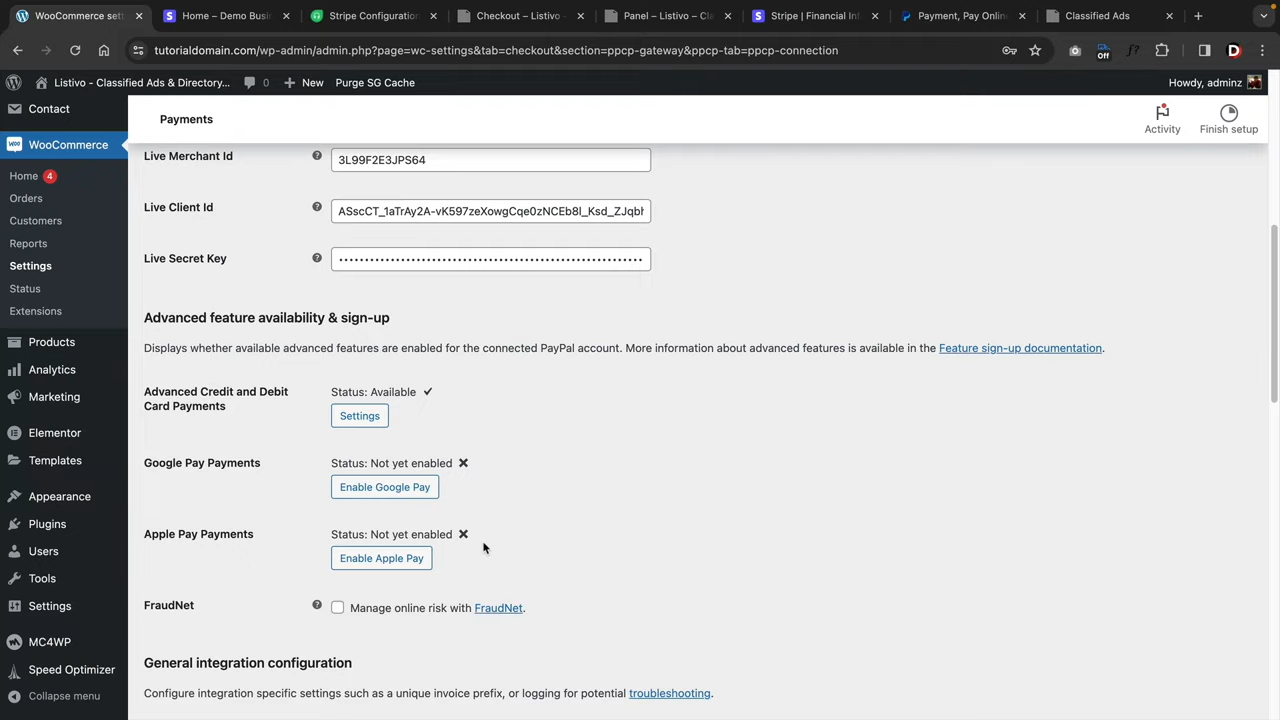 WooCommerce sett
Home – Demo Busi
Stripe Configuratio
Checkout – Listivo
Panel – Listivo – Cla
Stripe | Financial Inf
Payment, Pay Onlin
Classified Ads
tutorialdomain.com/wp-admin/admin.php?page=wc-settings&tab=checkout&section=ppcp-gateway&ppcp-tab=ppcp-connection
Off
f?
D
Listivo – Classified Ads & Directory...
0
New
Purge SG Cache
Howdy, adminz
Contact
WooCommerce
Home 4
Orders
Customers
Reports
Settings
Status
Extensions
Products
Analytics
Marketing
Elementor
Templates
Appearance
Plugins
Users
Tools
Settings
MC4WP
Speed Optimizer
Collapse menu
Payments
Activity
Finish setup
Live Merchant Id
3L99F2E3JPS64
Live Client Id
ASscCT_1aTrAy2A-vK597zeXowgCqe0zNCEb8l_Ksd_ZJqbh
Live Secret Key
Advanced feature availability & sign-up
Displays whether available advanced features are enabled for the connected PayPal account. More information about advanced features is available in the Feature sign-up documentation.
Advanced Credit and Debit
Card Payments
Status: Available ✓
Settings
Google Pay Payments
Status: Not yet enabled ✕
Enable Google Pay
Apple Pay Payments
Status: Not yet enabled ✕
Enable Apple Pay
FraudNet
Manage online risk with FraudNet.
General integration configuration
Configure integration specific settings such as a unique invoice prefix, or logging for potential troubleshooting.